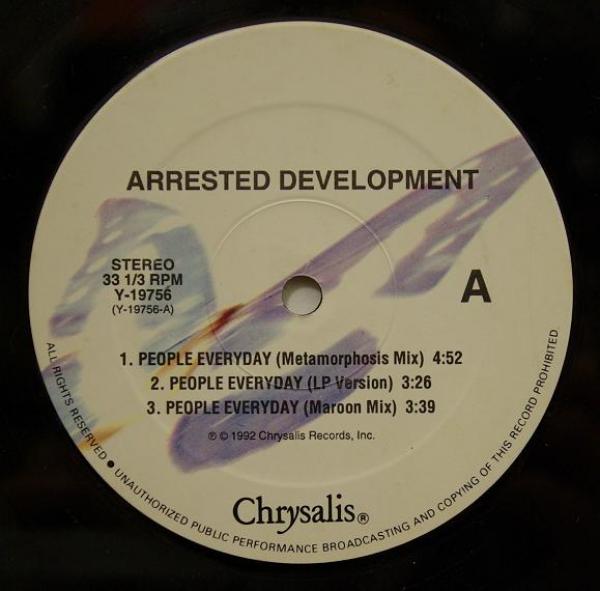 ARRESTED DEVELOPMENT
STEREO
33 1/3 RPM
Y-19756
(Y-19756-A)
A
1. PEOPLE EVERYDAY (Metamorphosis Mix) 4:52
2. PEOPLE EVERYDAY (LP Version) 3:26
3. PEOPLE EVERYDAY (Maroon Mix) 3:39
℗ © 1992 Chrysalis Records, Inc.
Chrysalis®
ALL RIGHTS RESERVED ● UNAUTHORIZED PUBLIC PERFORMANCE BROADCASTING AND COPYING OF THIS RECORD PROHIBITED